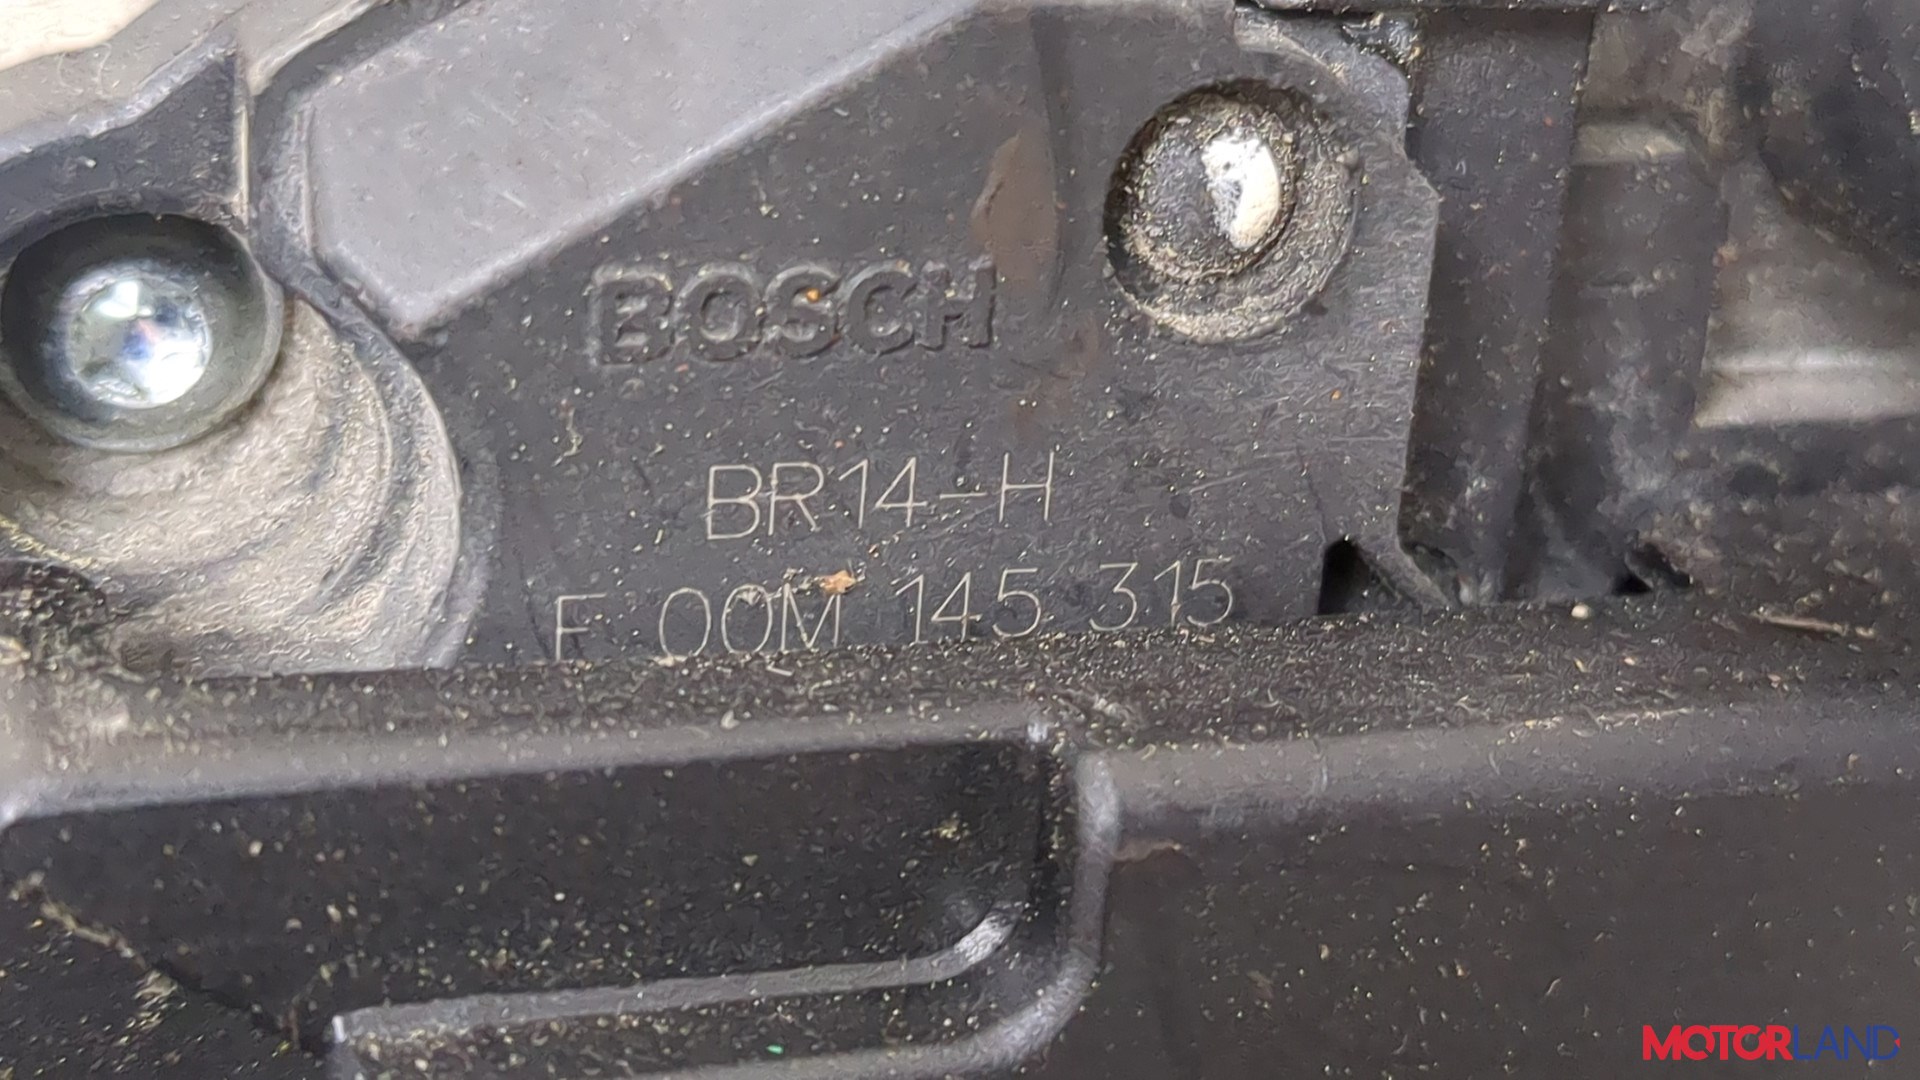 BOSCH
BR14-H
F 00M 145 315
MOTORLAND